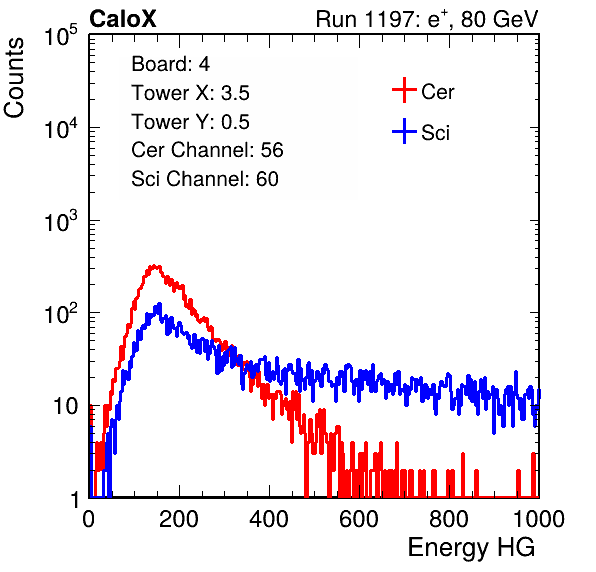 CaloX Run 1197: e⁺, 80 GeV
Counts
Board: 4
Tower X: 3.5
Tower Y: 0.5
Cer Channel: 56
Sci Channel: 60
Cer
Sci
10⁵
10⁴
10³
10²
10
1
0 200 400 600 800 1000
Energy HG